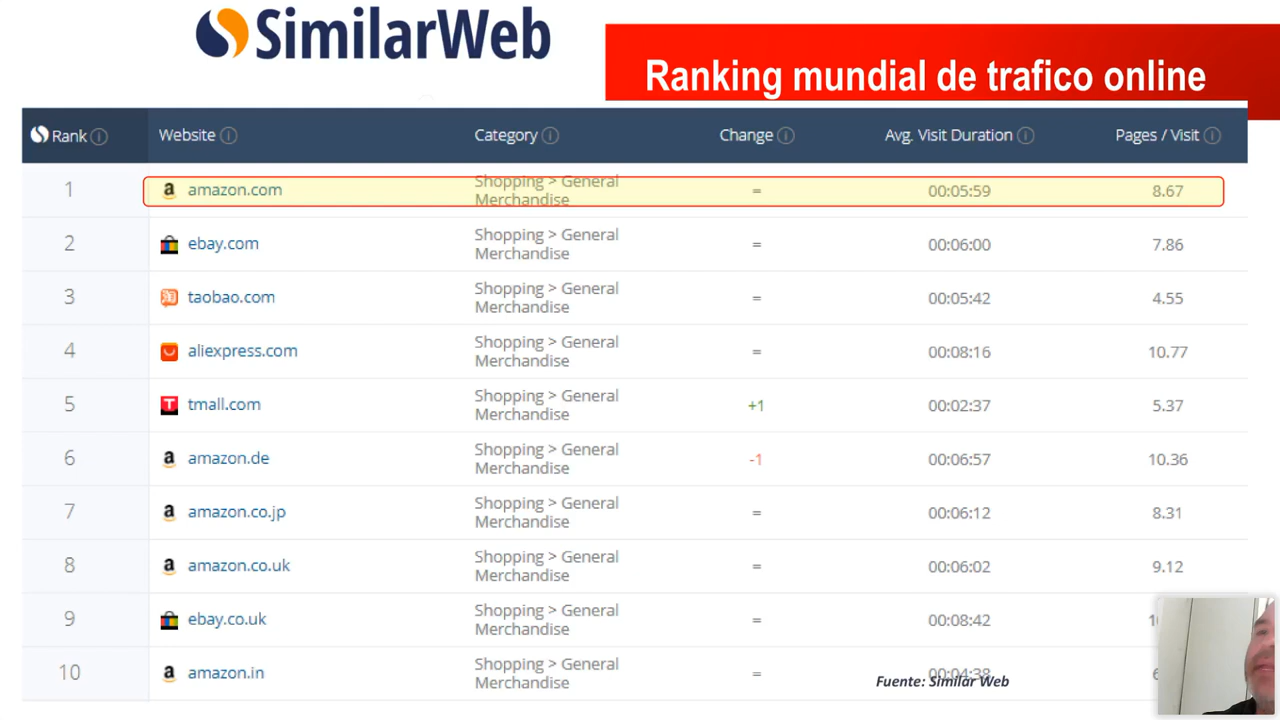 SimilarWeb
Ranking mundial de trafico online
Rank Website Category Change Avg. Visit Duration Pages / Visit
1 amazon.com Shopping > General Merchandise = 00:05:59 8.67
2 ebay.com Shopping > General Merchandise = 00:06:00 7.86
3 taobao.com Shopping > General Merchandise = 00:05:42 4.55
4 aliexpress.com Shopping > General Merchandise = 00:08:16 10.77
5 tmall.com Shopping > General Merchandise +1 00:02:37 5.37
6 amazon.de Shopping > General Merchandise -1 00:06:57 10.36
7 amazon.co.jp Shopping > General Merchandise = 00:06:12 8.31
8 amazon.co.uk Shopping > General Merchandise = 00:06:02 9.12
9 ebay.co.uk Shopping > General Merchandise = 00:08:42
10 amazon.in Shopping > General Merchandise = 00:04:38
Fuente: Similar Web